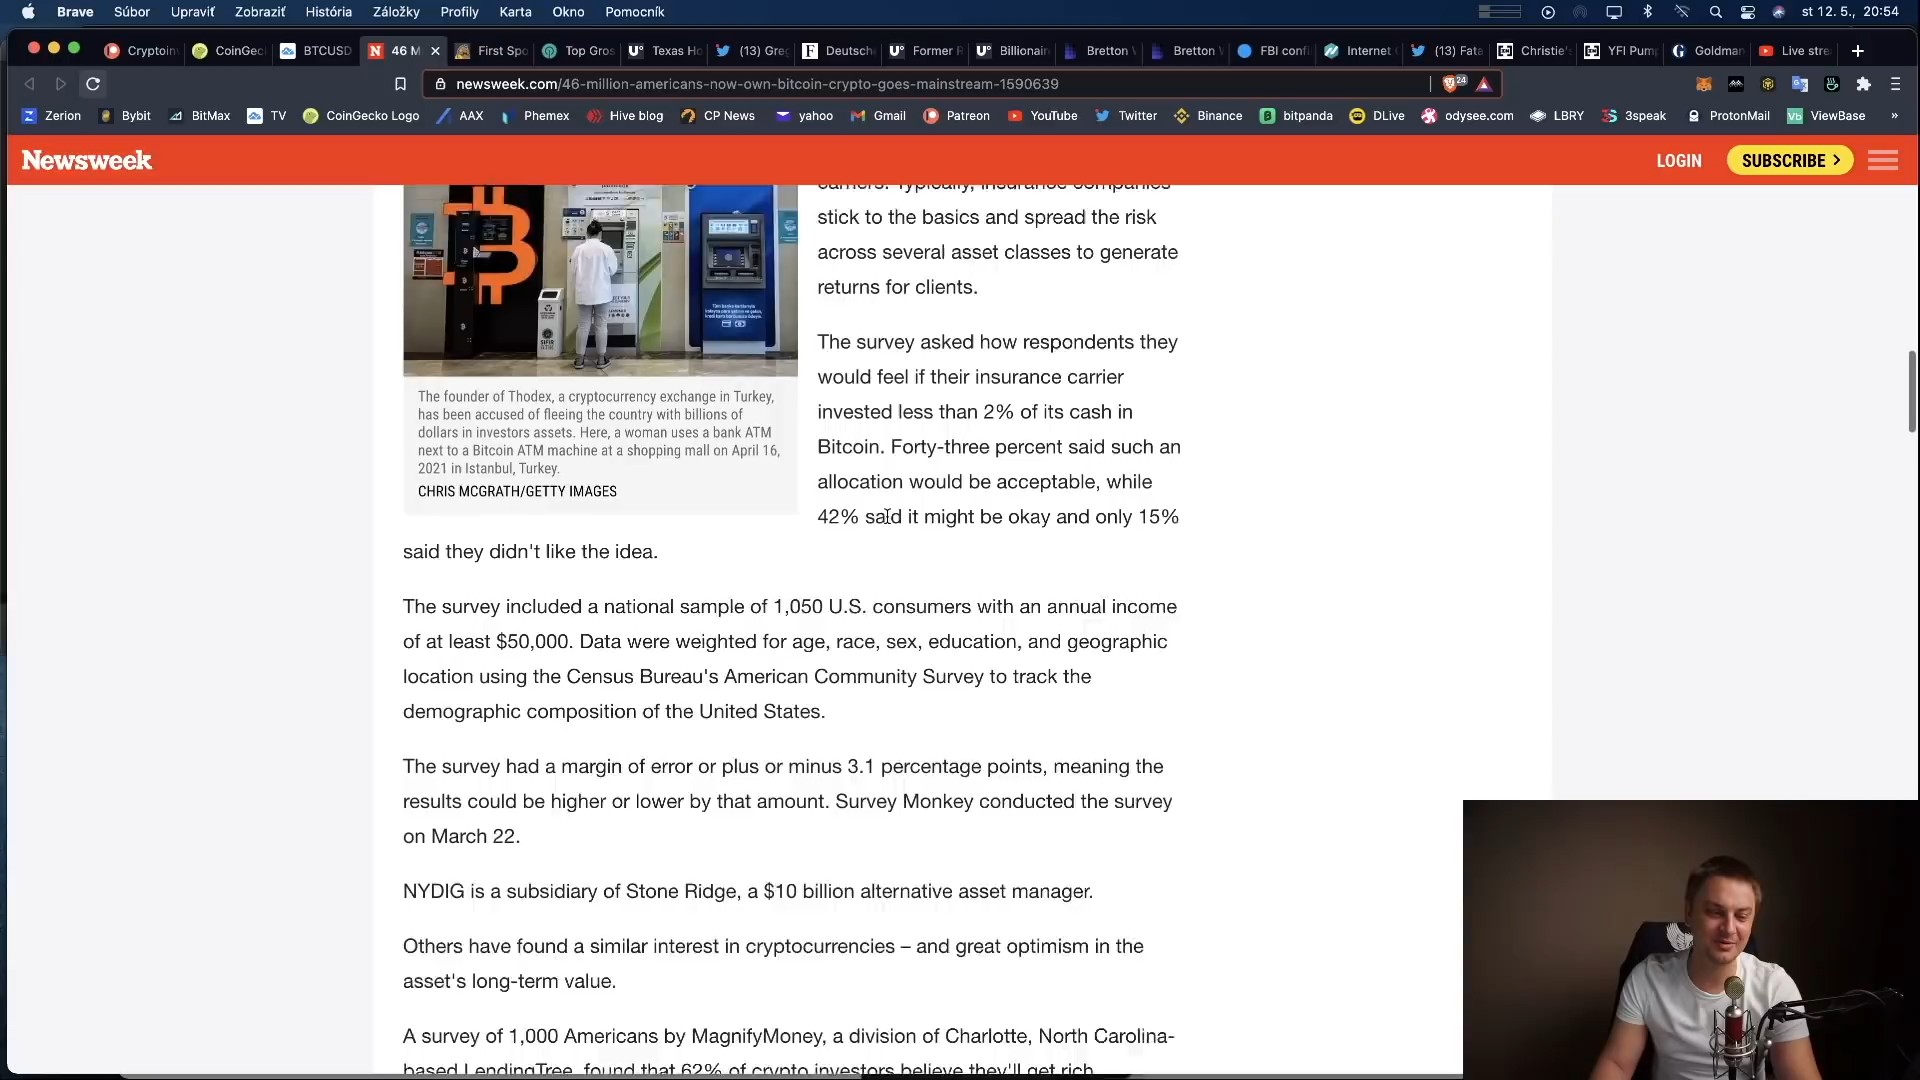 Brave Súbor Upraviť Zobraziť História Záložky Profily Karta Okno Pomocník st 12. 5., 20:54
Cryptoin CoinGec BTCUSD 46 M First Spo Top Gros Texas Ho (13) Gre Deutsch Former Billionai Bretton Bretton FBI conf Internet (13) Fata Christie's YFI Pum Goldman Live stre
newsweek.com/46-million-americans-now-own-bitcoin-crypto-goes-mainstream-1590639 24
Zerion Bybit BitMax TV CoinGecko Logo AAX Phemex Hive blog CP News yahoo Gmail Patreon YouTube Twitter Binance bitpanda DLive odysee.com LBRY 3speak ProtonMail ViewBase »
Newsweek LOGIN SUBSCRIBE >
carriers. Typically, insurance companies
stick to the basics and spread the risk
across several asset classes to generate
returns for clients.
The survey asked how respondents they
would feel if their insurance carrier
invested less than 2% of its cash in
Bitcoin. Forty-three percent said such an
allocation would be acceptable, while
42% said it might be okay and only 15%
said they didn't like the idea.
The founder of Thodex, a cryptocurrency exchange in Turkey,
has been accused of fleeing the country with billions of
dollars in investors assets. Here, a woman uses a bank ATM
next to a Bitcoin ATM machine at a shopping mall on April 16,
2021 in Istanbul, Turkey.
CHRIS MCGRATH/GETTY IMAGES
The survey included a national sample of 1,050 U.S. consumers with an annual income
of at least $50,000. Data were weighted for age, race, sex, education, and geographic
location using the Census Bureau's American Community Survey to track the
demographic composition of the United States.
The survey had a margin of error or plus or minus 3.1 percentage points, meaning the
results could be higher or lower by that amount. Survey Monkey conducted the survey
on March 22.
NYDIG is a subsidiary of Stone Ridge, a $10 billion alternative asset manager.
Others have found a similar interest in cryptocurrencies – and great optimism in the
asset's long-term value.
A survey of 1,000 Americans by MagnifyMoney, a division of Charlotte, North Carolina-
based LendingTree, found that 62% of crypto investors believe they'll get rich